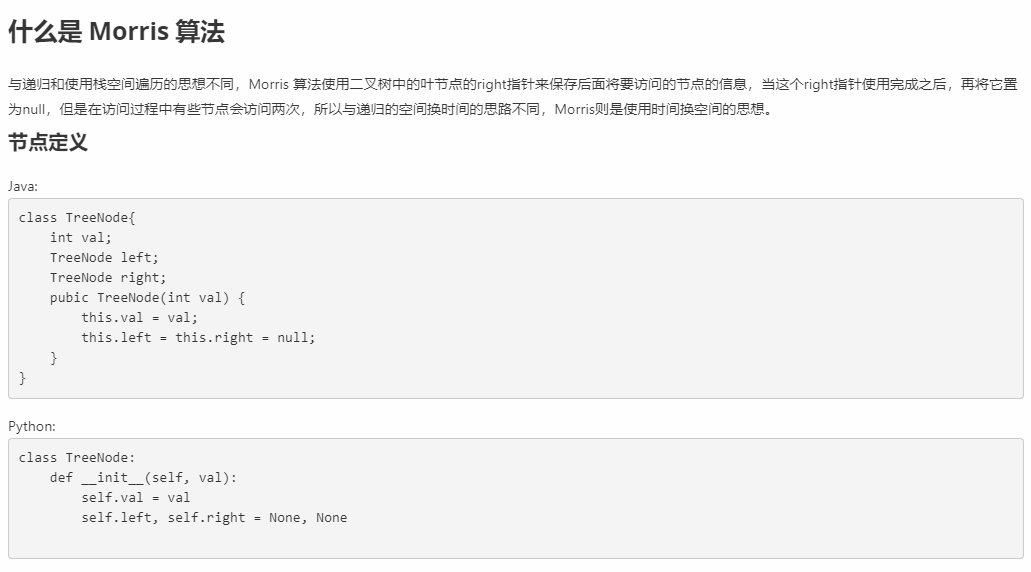 什么是 Morris 算法
与递归和使用栈空间遍历的思想不同，Morris 算法使用二叉树中的叶节点的right指针来保存后面将要访问的节点的信息，当这个right指针使用完成之后，再将它置
为null，但是在访问过程中有些节点会访问两次，所以与递归的空间换时间的思路不同，Morris则是使用时间换空间的思想。
节点定义
Java:
class TreeNode{
    int val;
    TreeNode left;
    TreeNode right;
    pubic TreeNode(int val) {
        this.val = val;
        this.left = this.right = null;
    }
}
Python:
class TreeNode:
    def __init__(self, val):
        self.val = val
        self.left, self.right = None, None